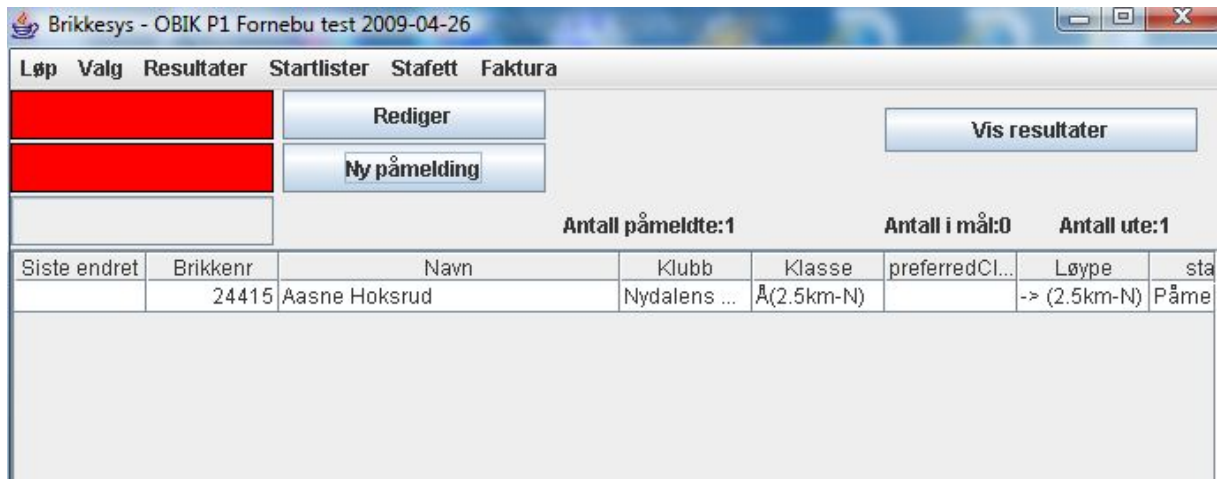 Brikkesys - OBIK P1 Fornebu test 2009-04-26
Løp Valg Resultater Startlister Stafett Faktura
Rediger
Vis resultater
Ny påmelding
Antall påmeldte:1 Antall i mål:0 Antall ute:1
Siste endret Brikkenr Navn Klubb Klasse preferredCl... Løype sta
24415 Aasne Hoksrud Nydalens ... Å(2.5km-N) -> (2.5km-N) Påme